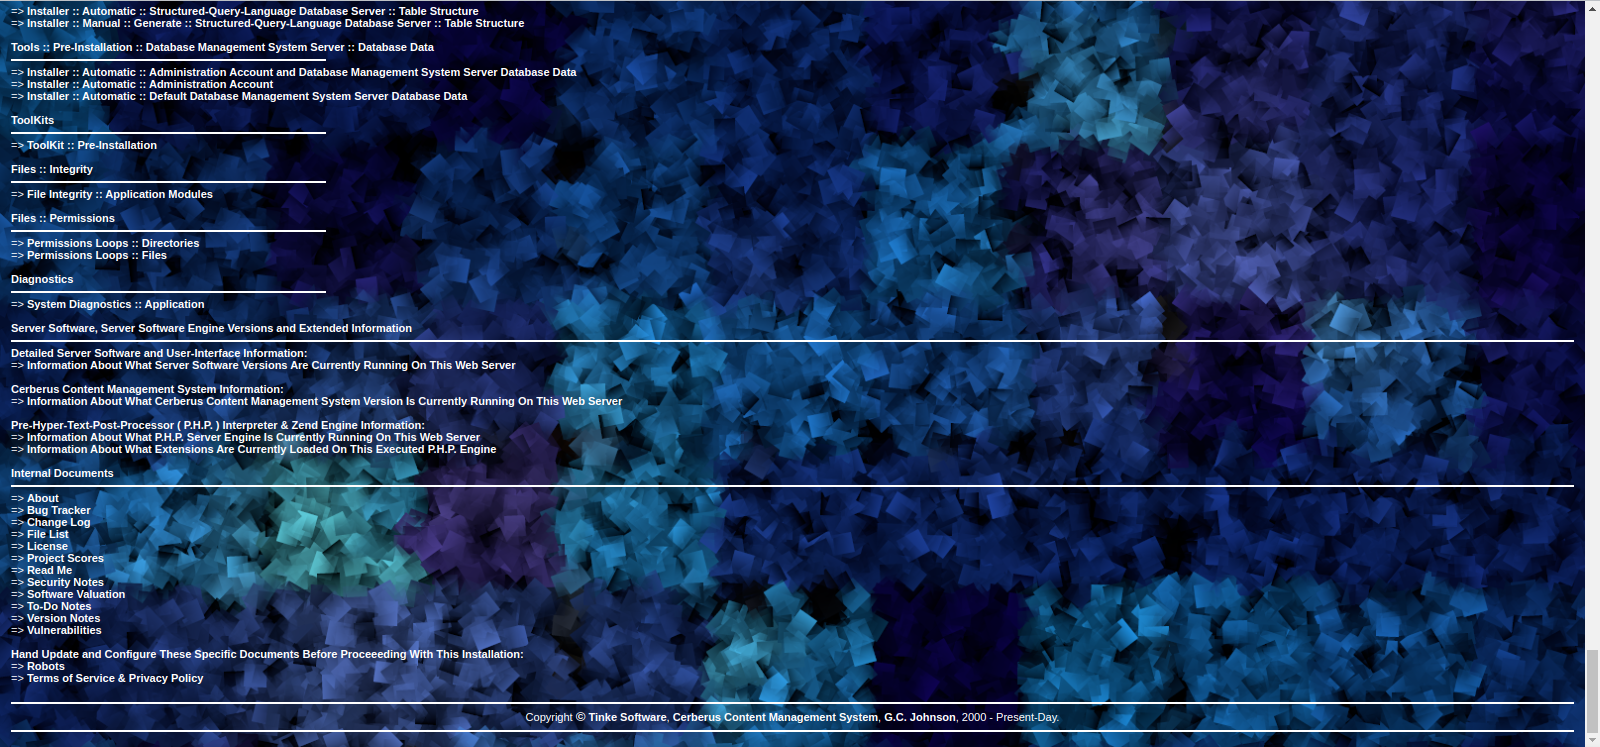 => Installer :: Automatic :: Structured-Query-Language Database Server :: Table Structure
=> Installer :: Manual :: Generate :: Structured-Query-Language Database Server :: Table Structure
Tools :: Pre-Installation :: Database Management System Server :: Database Data
=> Installer :: Automatic :: Administration Account and Database Management System Server Database Data
=> Installer :: Automatic :: Administration Account
=> Installer :: Automatic :: Default Database Management System Server Database Data
ToolKits
=> ToolKit :: Pre-Installation
Files :: Integrity
=> File Integrity :: Application Modules
Files :: Permissions
=> Permissions Loops :: Directories
=> Permissions Loops :: Files
Diagnostics
=> System Diagnostics :: Application
Server Software, Server Software Engine Versions and Extended Information
Detailed Server Software and User-Interface Information:
=> Information About What Server Software Versions Are Currently Running On This Web Server
Cerberus Content Management System Information:
=> Information About What Cerberus Content Management System Version Is Currently Running On This Web Server
Pre-Hyper-Text-Post-Processor ( P.H.P. ) Interpreter & Zend Engine Information:
=> Information About What P.H.P. Server Engine Is Currently Running On This Web Server
=> Information About What Extensions Are Currently Loaded On This Executed P.H.P. Engine
Internal Documents
=> About
=> Bug Tracker
=> Change Log
=> File List
=> License
=> Project Scores
=> Read Me
=> Security Notes
=> Software Valuation
=> To-Do Notes
=> Version Notes
=> Vulnerabilities
Hand Update and Configure These Specific Documents Before Proceeeding With This Installation:
=> Robots
=> Terms of Service & Privacy Policy
Copyright © Tinke Software, Cerberus Content Management System, G.C. Johnson, 2000 - Present-Day.